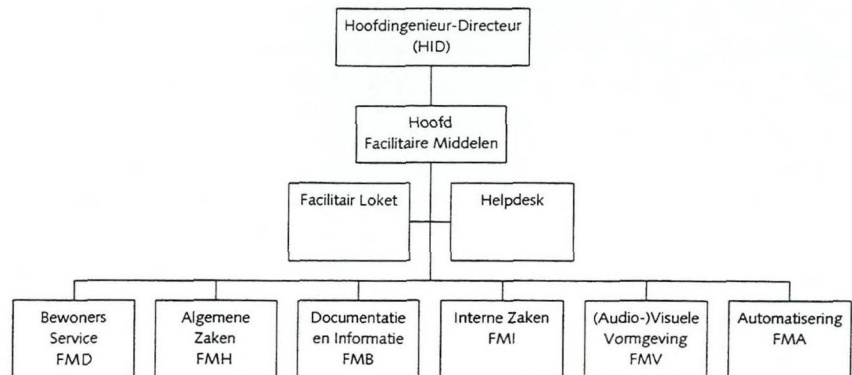 Hoofdingenieur-Directeur
(HID)
Hoofd
Facilitaire Middelen
Facilitair Loket
Helpdesk
Bewoners
Service
FMD
Algemene
Zaken
FMH
Documentatie
en Informatie
FMB
Interne Zaken
FMI
(Audio-)Visuele
Vormgeving
FMV
Automatisering
FMA